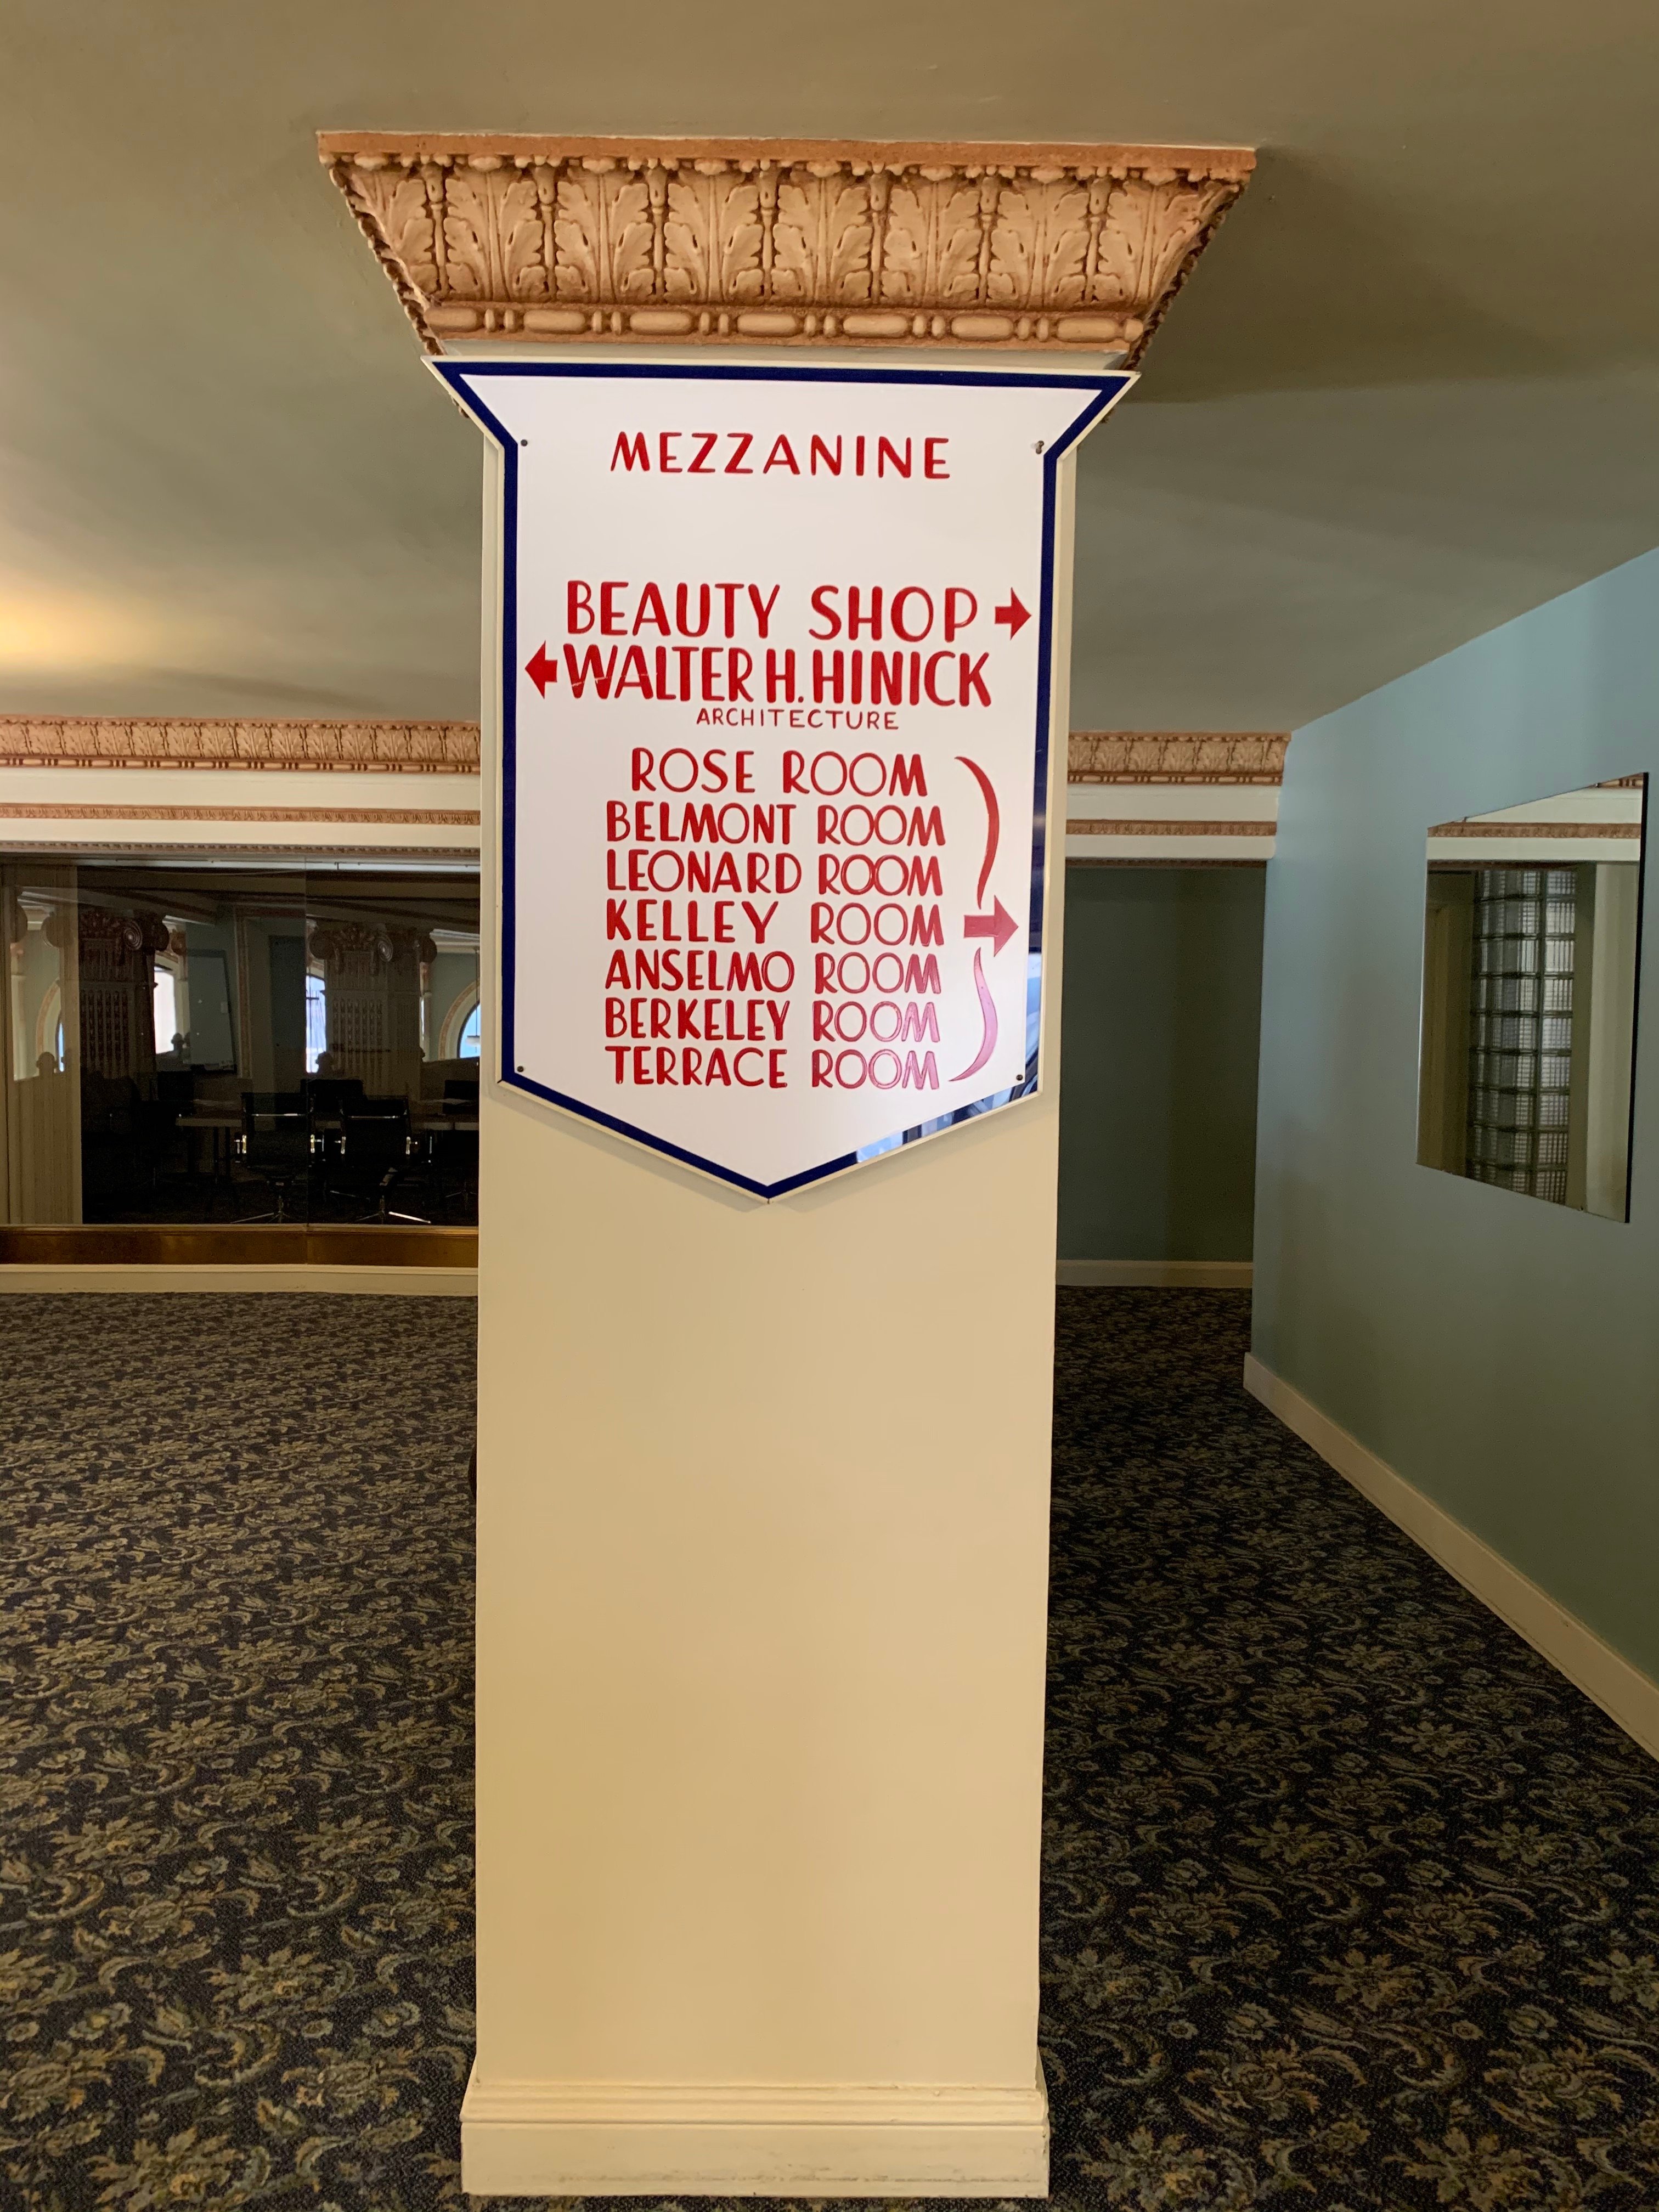 MEZZANINE
BEAUTY SHOP
WALTER H. HINICK
ARCHITECTURE
ROSE ROOM
BELMONT ROOM
LEONARD ROOM
KELLEY ROOM
ANSELMO ROOM
BERKELEY ROOM
TERRACE ROOM